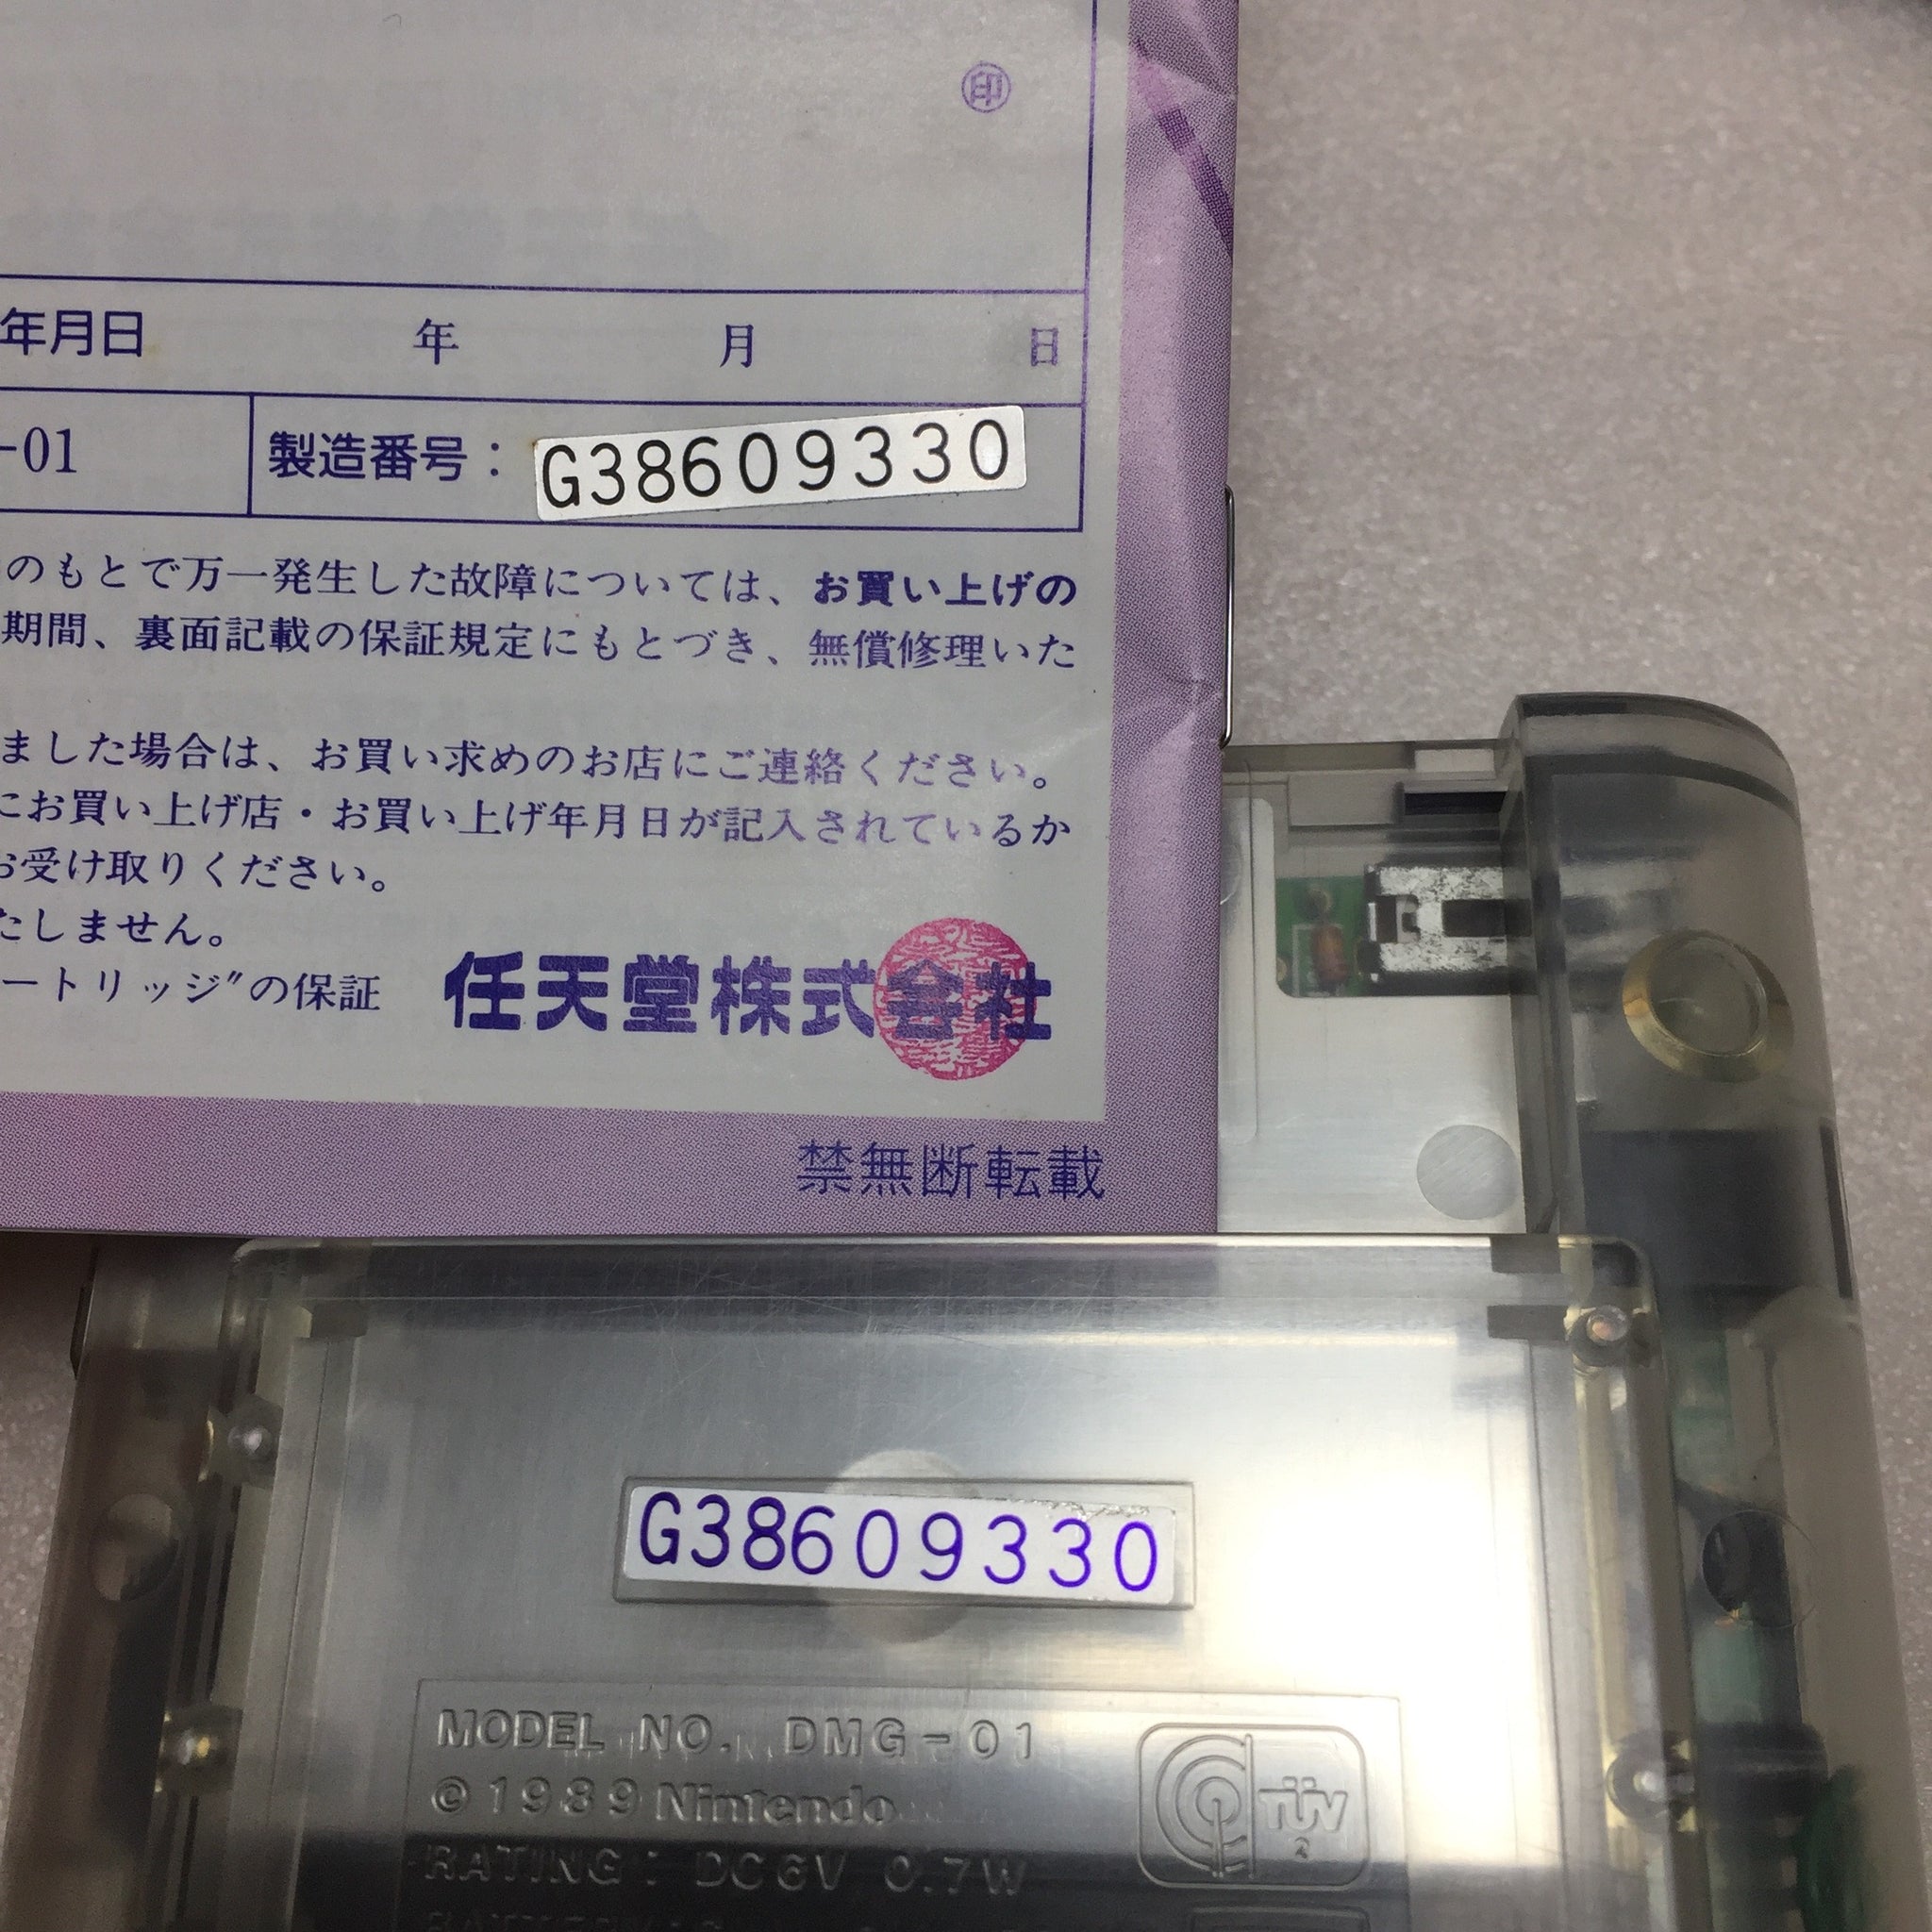 印
年月日 年 月 日
-01 製造番号： G38609330
のもとで万一発生した故障については、お買い上げの
期間、裏面記載の保証規定にもとづき、無償修理いた
ました場合は、お買い求めのお店にご連絡ください。
にお買い上げ店・お買い上げ年月日が記入されているか
お受け取りください。
たしません。
ートリッジ”の保証 任天堂株式会社
禁無断転載
G38609330
MODEL NO. DMG-01
©1989 Nintendo
TÜV
2
RATING: DC6V 0.7W